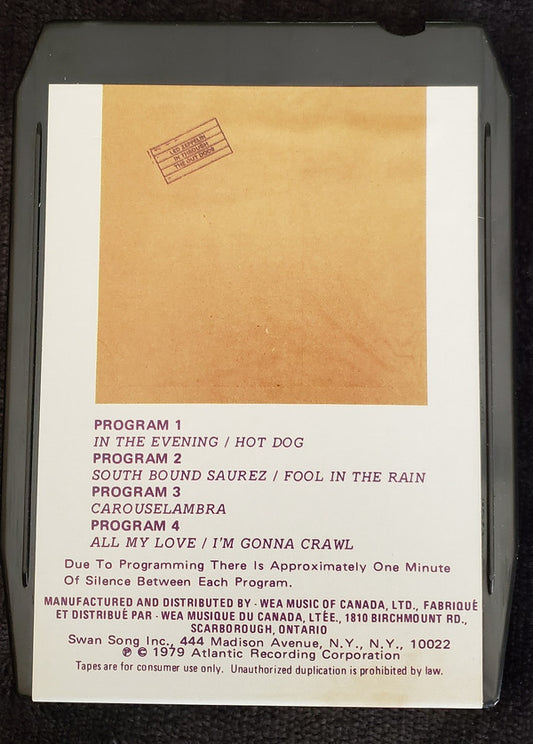 LED ZEPPELIN
IN THROUGH
THE OUT DOOR
PROGRAM 1
IN THE EVENING / HOT DOG
PROGRAM 2
SOUTH BOUND SAUREZ / FOOL IN THE RAIN
PROGRAM 3
CAROUSELAMBRA
PROGRAM 4
ALL MY LOVE / I'M GONNA CRAWL
Due To Programming There Is Approximately One Minute
Of Silence Between Each Program.
MANUFACTURED AND DISTRIBUTED BY - WEA MUSIC OF CANADA, LTD., FABRIQUÉ
ET DISTRIBUÉ PAR - WEA MUSIQUE DU CANADA, LTÉE., 1810 BIRCHMOUNT RD.,
SCARBOROUGH, ONTARIO
Swan Song Inc., 444 Madison Avenue, N.Y., N.Y., 10022
℗ © 1979 Atlantic Recording Corporation
Tapes are for consumer use only. Unauthorized duplication is prohibited by law.